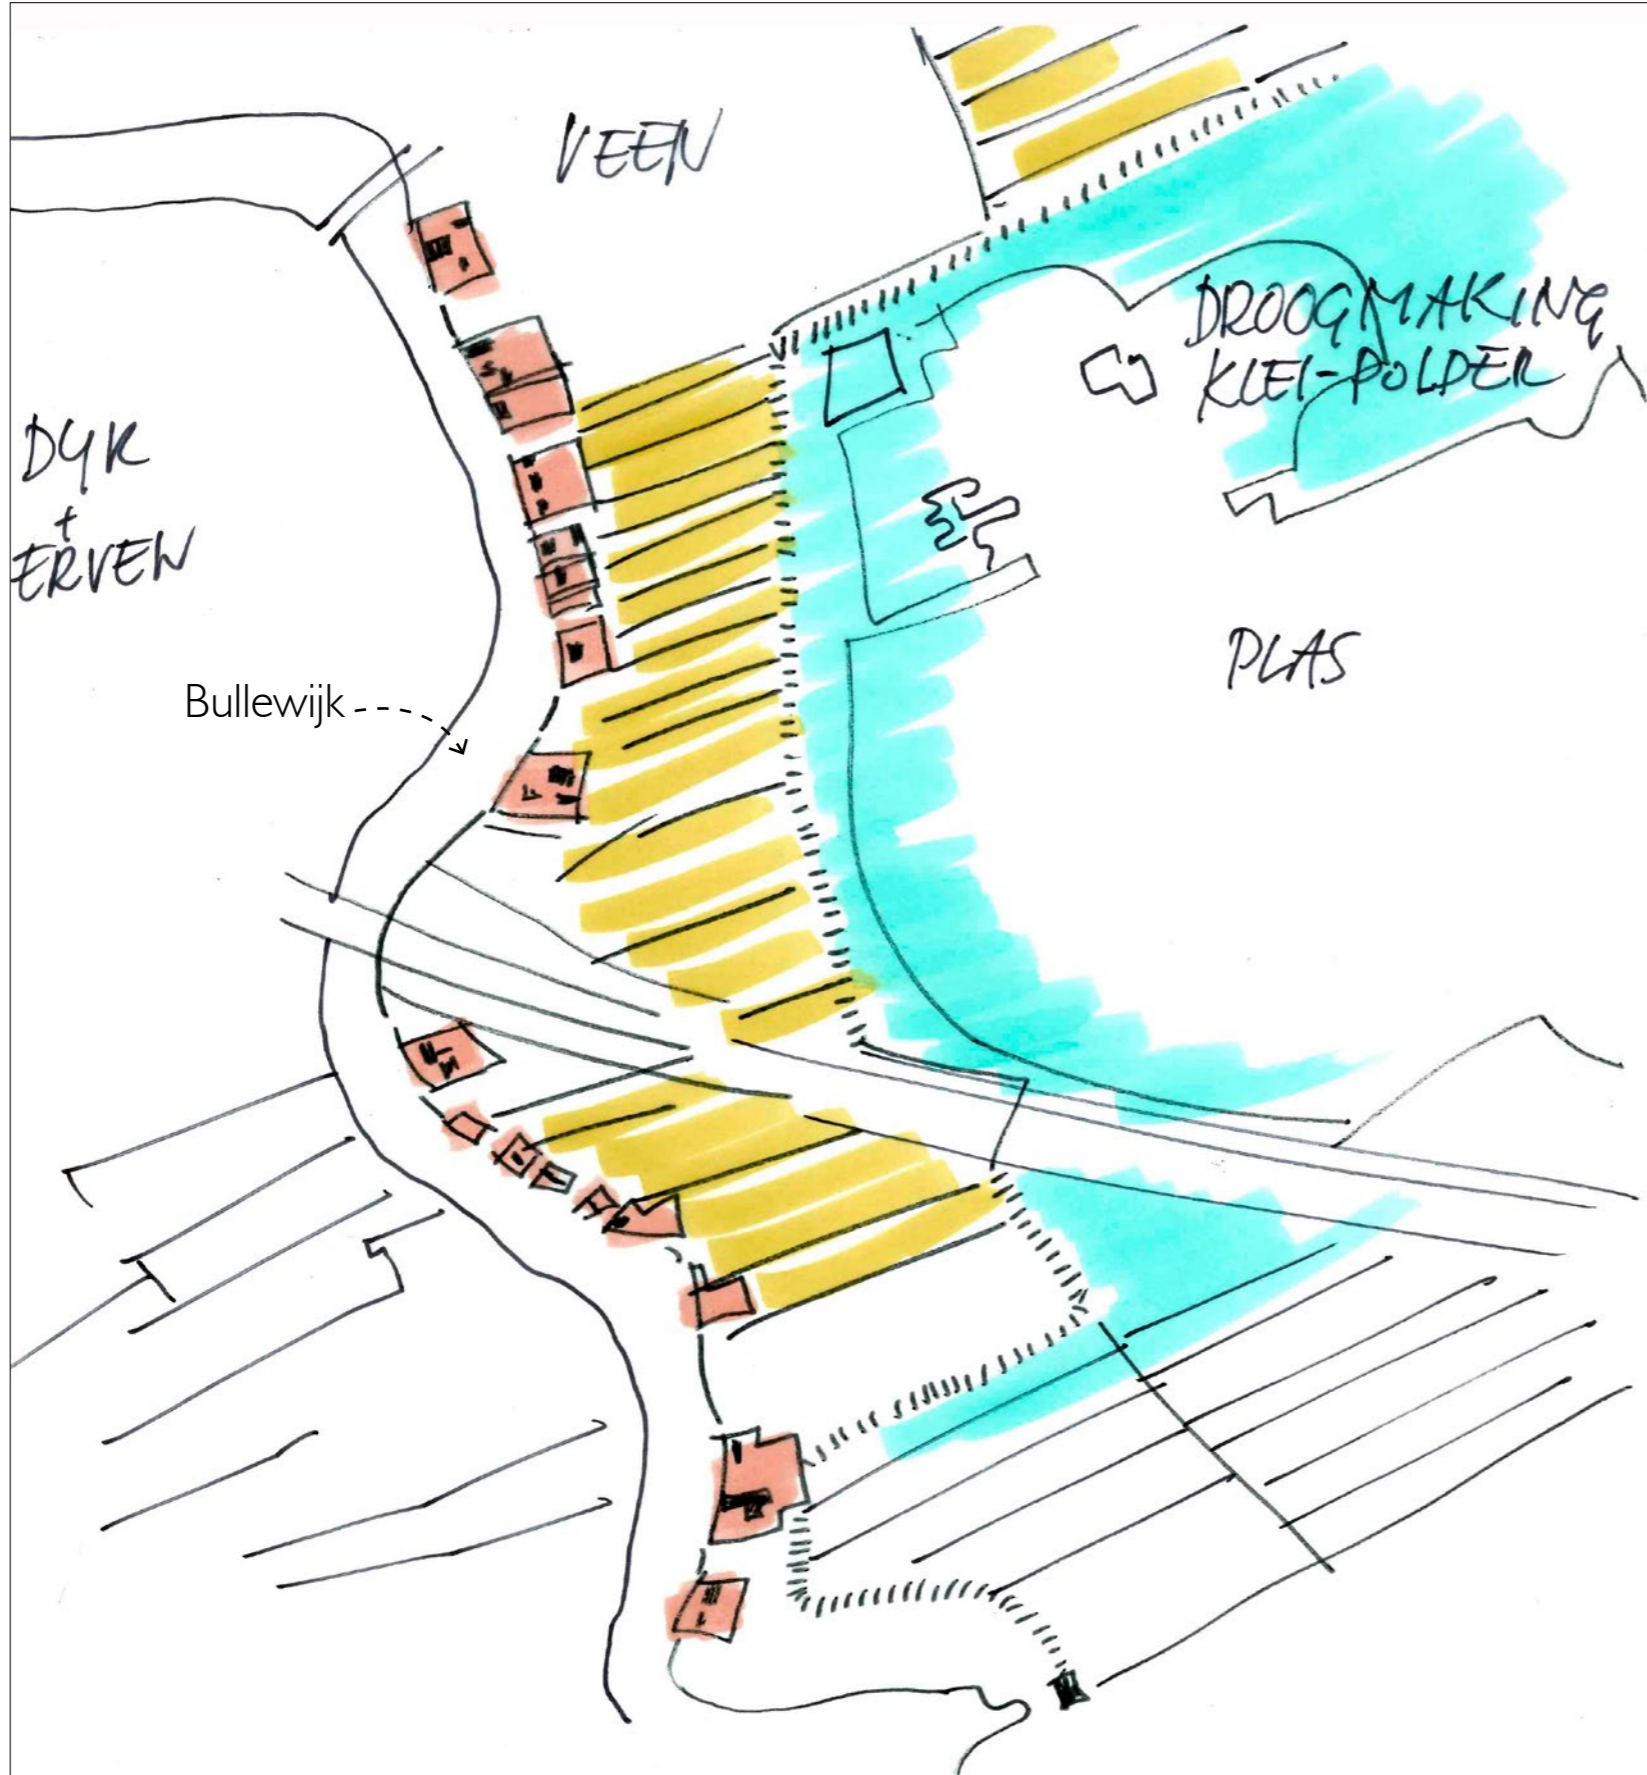 VEEN
DROOGMAKING
KLEI-POLDER
DYK
+
ERVEN
PLAS
Bullewijk